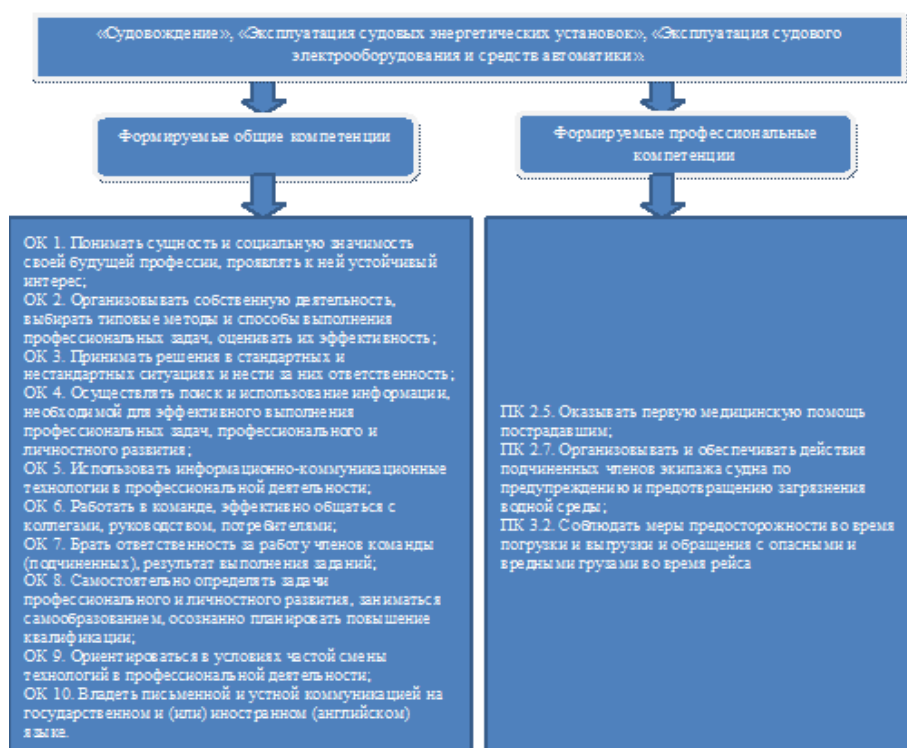 «Судовождение», «Эксплуатация судовых энергетических установок», «Эксплуатация судового
электрооборудования и средств автоматики».
Формируемые общие компетенции
Формируемые профессиональные
компетенции
ОК 1. Понимать сущность и социальную значимость
своей будущей профессии, проявлять к ней устойчивый
интерес;
ОК 2. Организовывать собственную деятельность,
выбирать типовые методы и способы выполнения
профессиональных задач, оценивать их эффективность;
ОК 3. Принимать решения в стандартных и
нестандартных ситуациях и нести за них ответственность;
ОК 4. Осуществлять поиск и использование информации,
необходимой для эффективного выполнения
профессиональных задач, профессионального и
личностного развития;
ОК 5. Использовать информационно-коммуникационные
технологии в профессиональной деятельности;
ОК 6. Работать в команде, эффективно общаться с
коллегами, руководством, потребителями;
ОК 7. Брать ответственность за работу членов команды
(подчиненных), результат выполнения заданий;
ОК 8. Самостоятельно определять задачи
профессионального и личностного развития, заниматься
самообразованием, осознанно планировать повышение
квалификации;
ОК 9. Ориентироваться в условиях частой смены
технологий в профессиональной деятельности;
ОК 10. Владеть письменной и устной коммуникацией на
государственном и (или) иностранном (английском)
языке.
ПК 2.5. Оказывать первую медицинскую помощь
пострадавшим;
ПК 2.7. Организовывать и обеспечивать действия
подчиненных членов экипажа судна по
предупреждению и предотвращению загрязнения
водной среды;
ПК 3.2. Соблюдать меры предосторожности во время
погрузки и выгрузки и обращения с опасными и
вредными грузами во время рейса